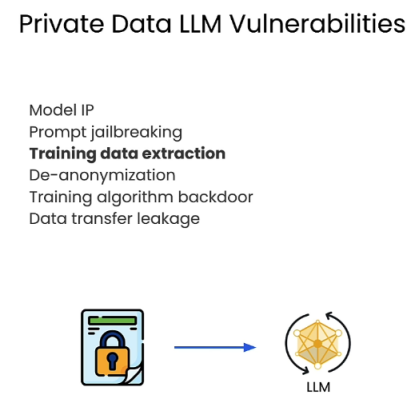 Private Data LLM Vulnerabilities
Model IP
Prompt jailbreaking
Training data extraction
De-anonymization
Training algorithm backdoor
Data transfer leakage
LLM